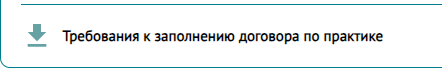 Требования к заполнению договора по практике